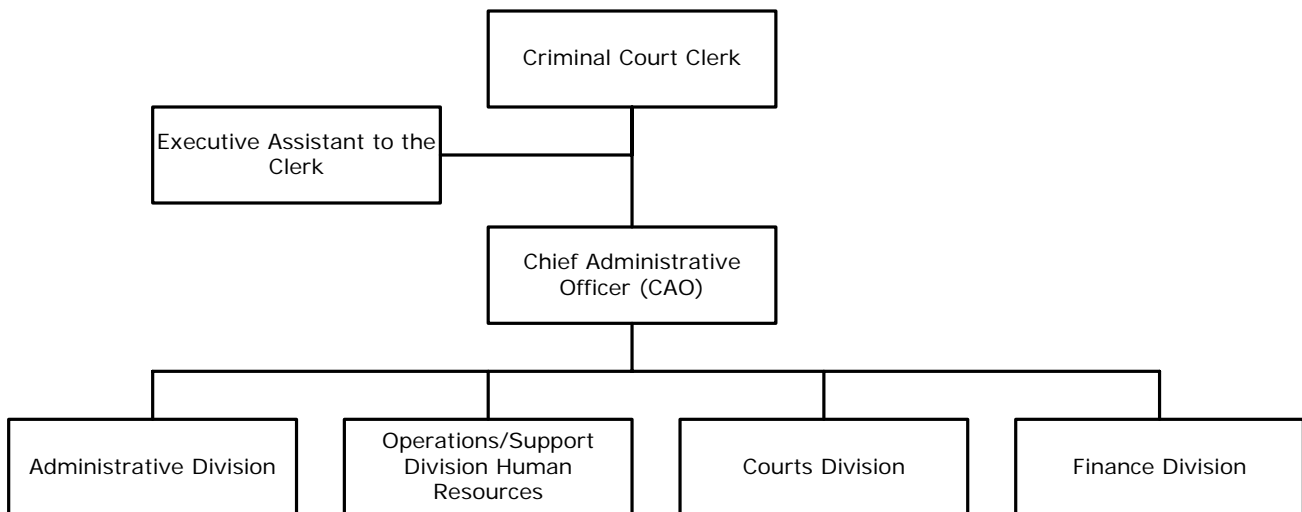 Criminal Court Clerk
Executive Assistant to the
Clerk
Chief Administrative
Officer (CAO)
Administrative Division
Operations/Support
Division Human
Resources
Courts Division
Finance Division